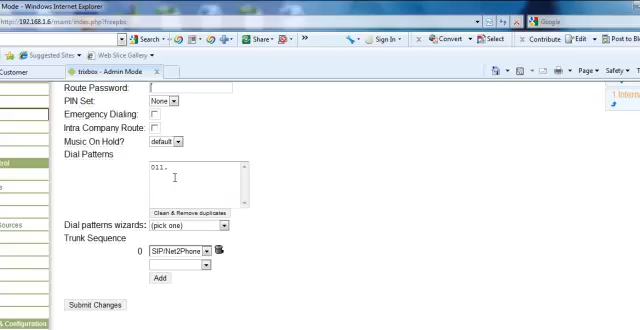 Mode - Windows Internet Explorer
http://192.168.1.6/maint/index.php?freepbx
Google
Search
Share
Sign In
Convert
Select
Contribute
Edit
Post to Bl
Suggested Sites
Web Slice Gallery
Customer
trixbox - Admin Mode
X
Page
Safety
T
Route Password:
1 Intern
PIN Set:
None
Emergency Dialing:
Intra Company Route:
Music On Hold?
default
Dial Patterns
trol
011.
s
Clean & Remove duplicates
Sources
Dial patterns wizards:
(pick one)
Trunk Sequence
0
SIP/Net2Phone
Add
Submit Changes
& Configuration